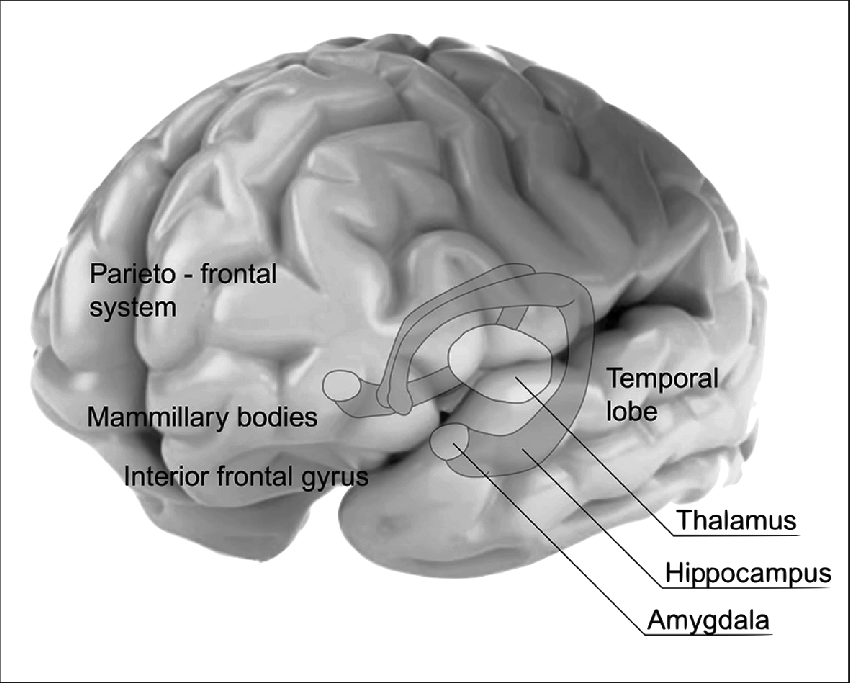 Parieto - frontal
system
Mammillary bodies
Interior frontal gyrus
Temporal
lobe
Thalamus
Hippocampus
Amygdala